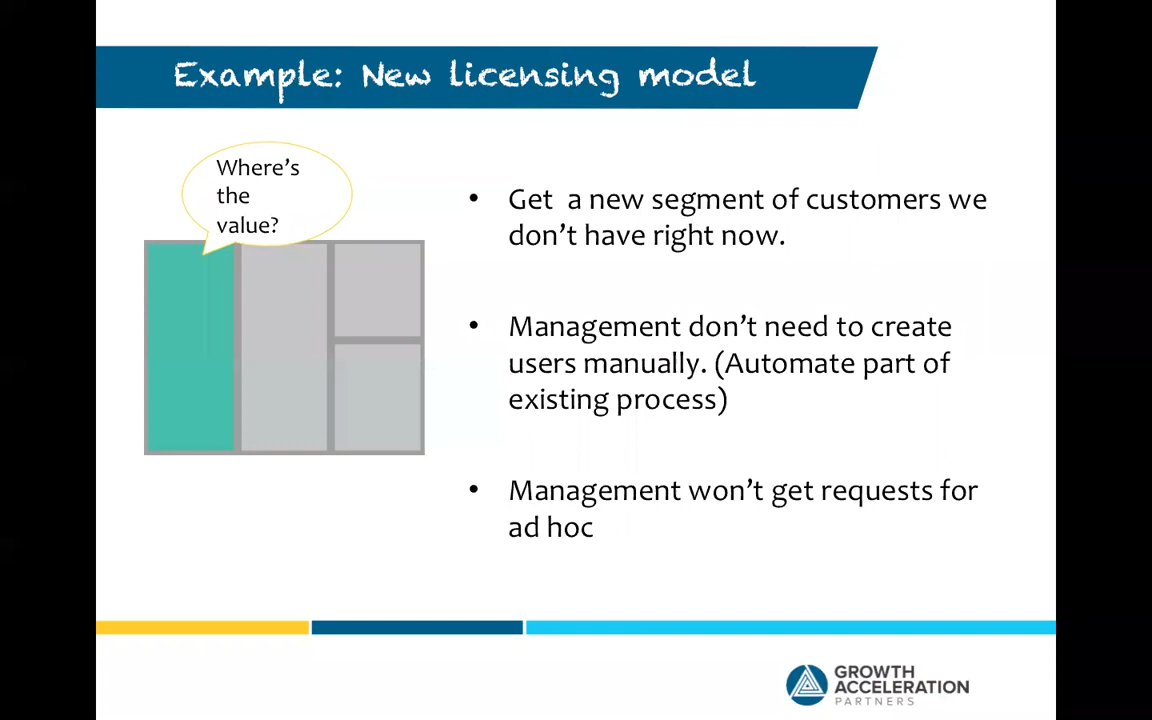 Example: New licensing model
Where's
the
value?
• Get  a new segment of customers we
don't have right now.
• Management don't need to create
users manually. (Automate part of
existing process)
• Management won't get requests for
ad hoc
GROWTH
ACCELERATION
PARTNERS